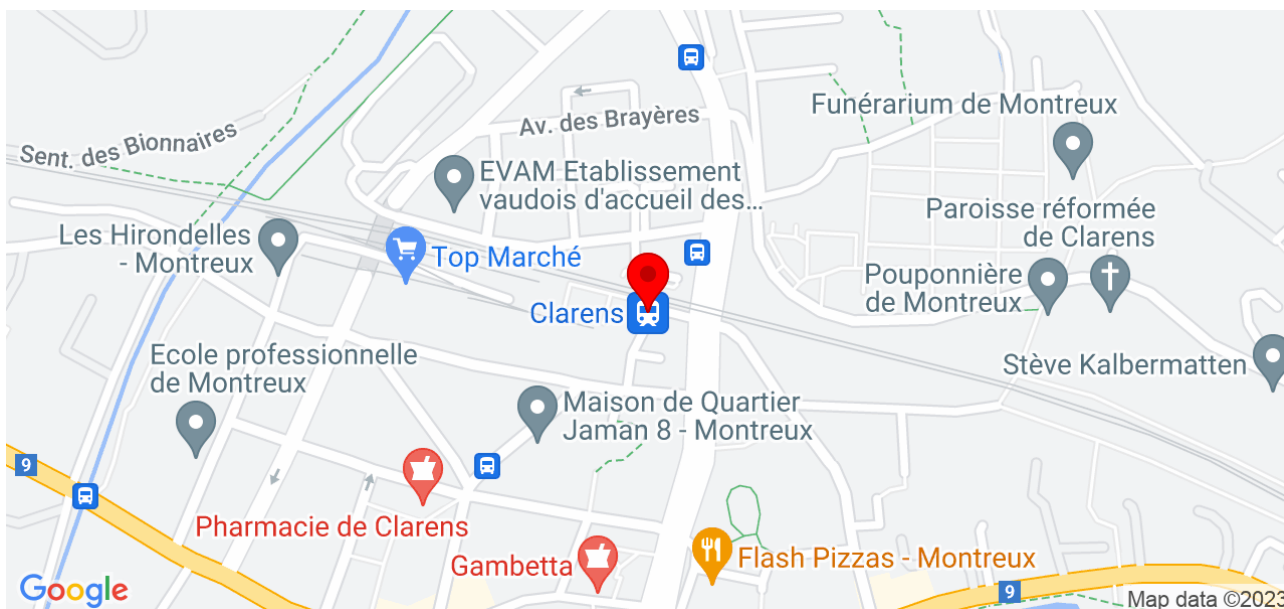 Av. des Brayères
Funérarium de Montreux
Sent. des Bionnaires
EVAM Etablissement
vaudois d'accueil des...
Paroisse réformée
de Clarens
Les Hirondelles
- Montreux
Top Marché
Pouponnière
de Montreux
Clarens
Ecole professionnelle
de Montreux
Stève Kalbermatten
Maison de Quartier
Jaman 8 - Montreux
9
Pharmacie de Clarens
Gambetta
Flash Pizzas - Montreux
9
Google
Map data ©2023